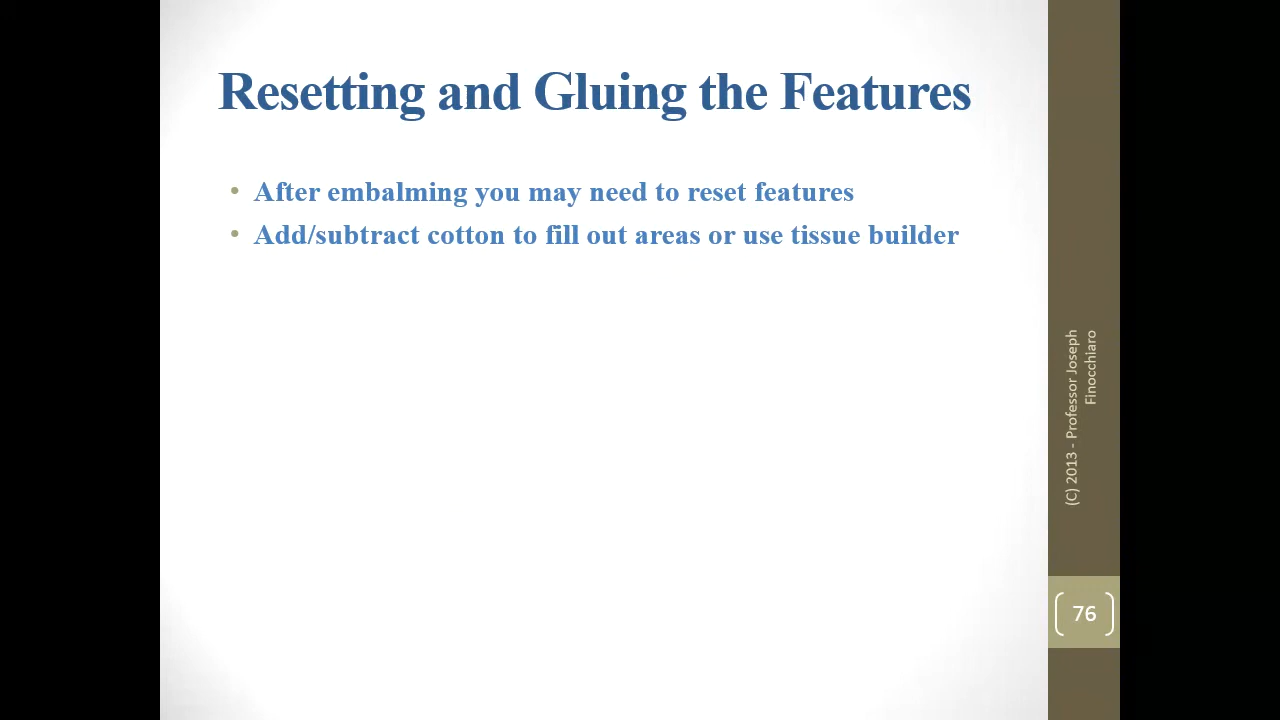 Resetting and Gluing the Features
• After embalming you may need to reset features
• Add/subtract cotton to fill out areas or use tissue builder
(C) 2013 - Professor Joseph
Finocchiaro
76